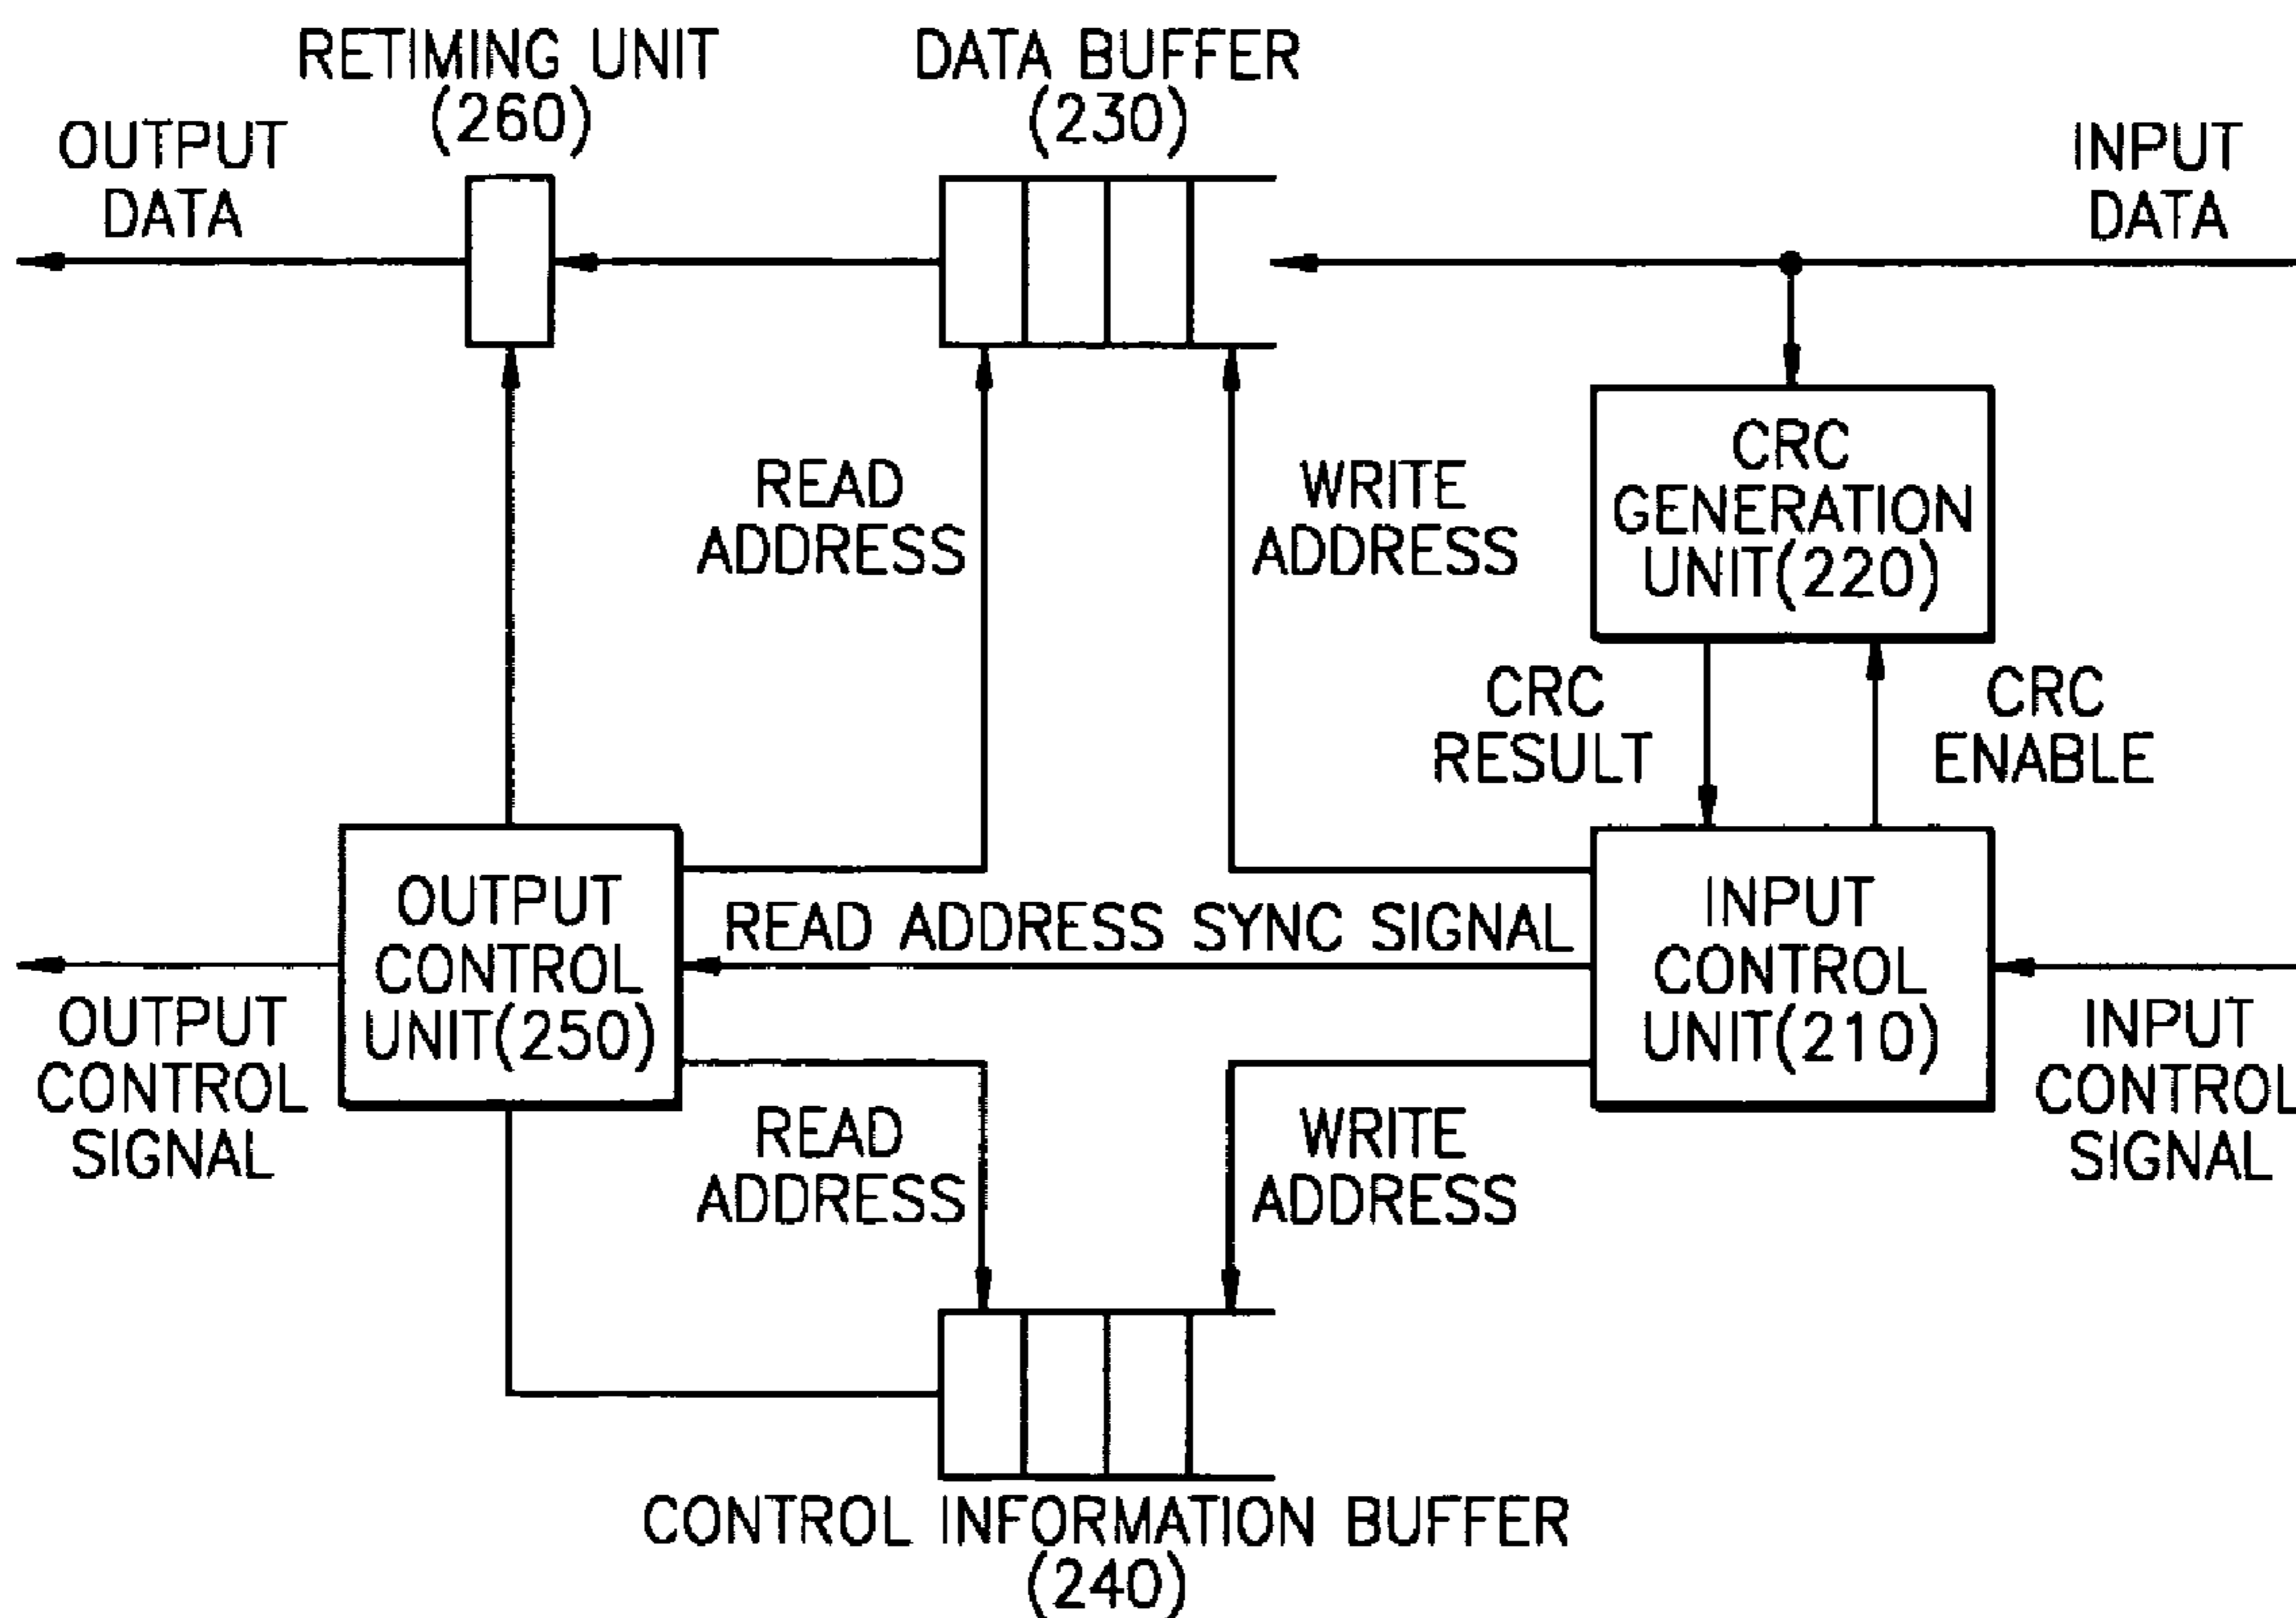 RETIMING UNIT
(260)
DATA BUFFER
(230)
OUTPUT
DATA
INPUT
DATA
READ
ADDRESS
WRITE
ADDRESS
CRC
GENERATION
UNIT(220)
CRC
RESULT
CRC
ENABLE
OUTPUT
CONTROL
UNIT(250)
READ ADDRESS SYNC SIGNAL
INPUT
CONTROL
UNIT(210)
OUTPUT
CONTROL
SIGNAL
INPUT
CONTROL
SIGNAL
READ
ADDRESS
WRITE
ADDRESS
CONTROL INFORMATION BUFFER
(240)